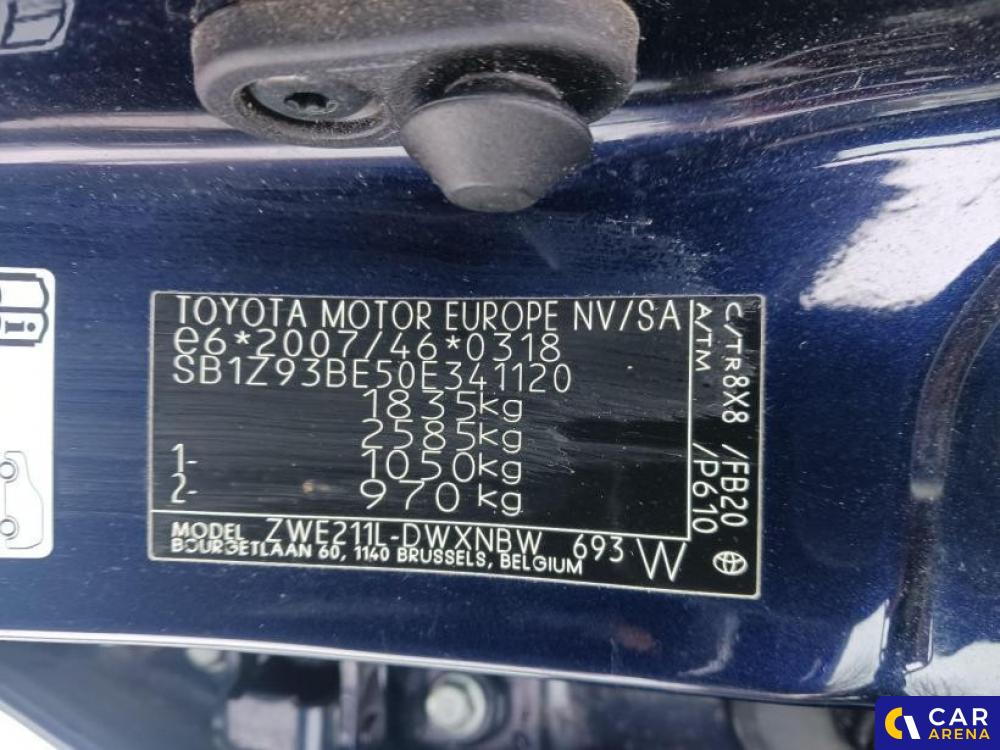 TOYOTA MOTOR EUROPE NV/SA
e6*2007/46*0318
SB1Z93BE50E341120
1835kg
2585kg
1- 1050kg
2- 970 kg
MODEL ZWE211L-DWXNBW 693 W
BOURGETLAAN 60, 1140 BRUSSELS, BELGIUM
C/TR 8X8 /FB20
A/TM /P610
CAR
ARENA